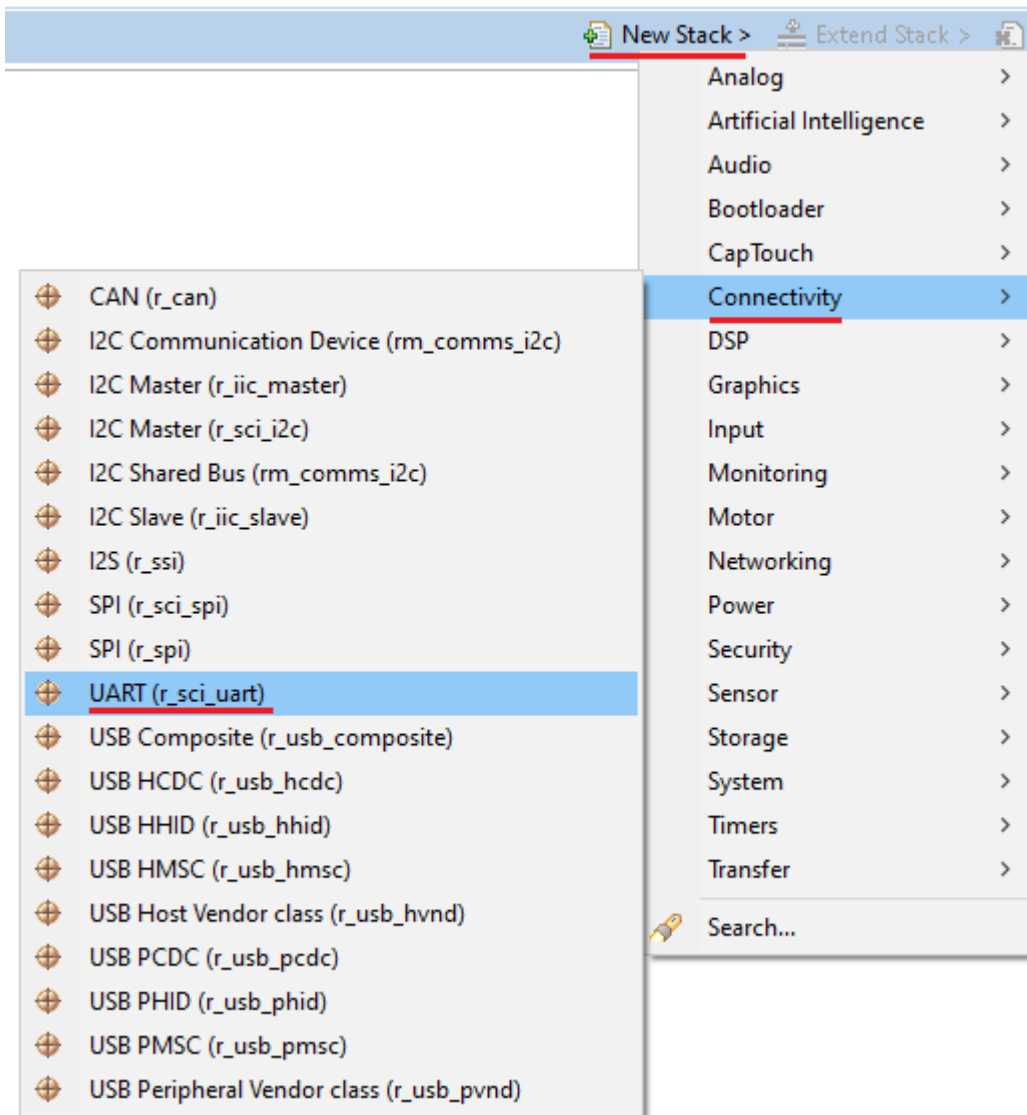 New Stack > Extend Stack >
Analog >
Artificial Intelligence >
Audio >
Bootloader >
CapTouch >
Connectivity >
DSP >
Graphics >
Input >
Monitoring >
Motor >
Networking >
Power >
Security >
Sensor >
Storage >
System >
Timers >
Transfer >
Search...
CAN (r_can)
I2C Communication Device (rm_comms_i2c)
I2C Master (r_iic_master)
I2C Master (r_sci_i2c)
I2C Shared Bus (rm_comms_i2c)
I2C Slave (r_iic_slave)
I2S (r_ssi)
SPI (r_sci_spi)
SPI (r_spi)
UART (r_sci_uart)
USB Composite (r_usb_composite)
USB HCDC (r_usb_hcdc)
USB HHID (r_usb_hhid)
USB HMSC (r_usb_hmsc)
USB Host Vendor class (r_usb_hvnd)
USB PCDC (r_usb_pcdc)
USB PHID (r_usb_phid)
USB PMSC (r_usb_pmsc)
USB Peripheral Vendor class (r_usb_pvnd)